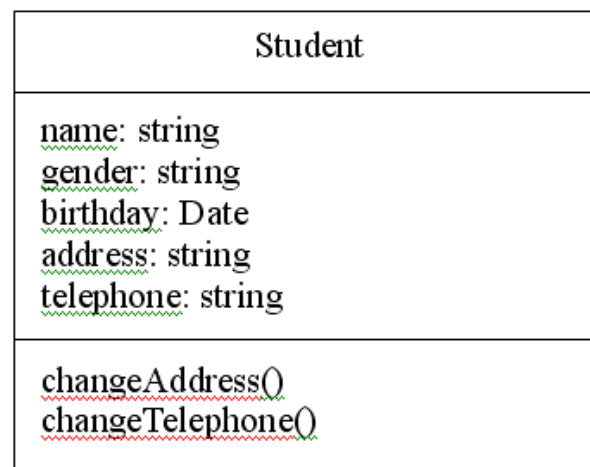 Student
name: string
gender: string
birthday: Date
address: string
telephone: string
changeAddress()
changeTelephone()